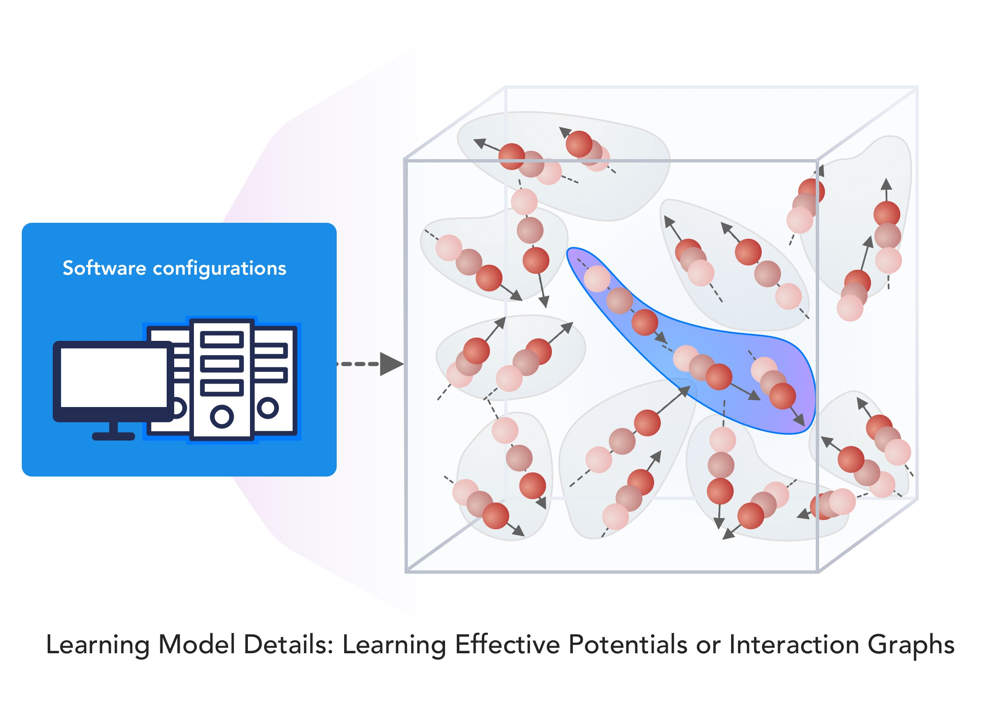 Software configurations
Learning Model Details: Learning Effective Potentials or Interaction Graphs